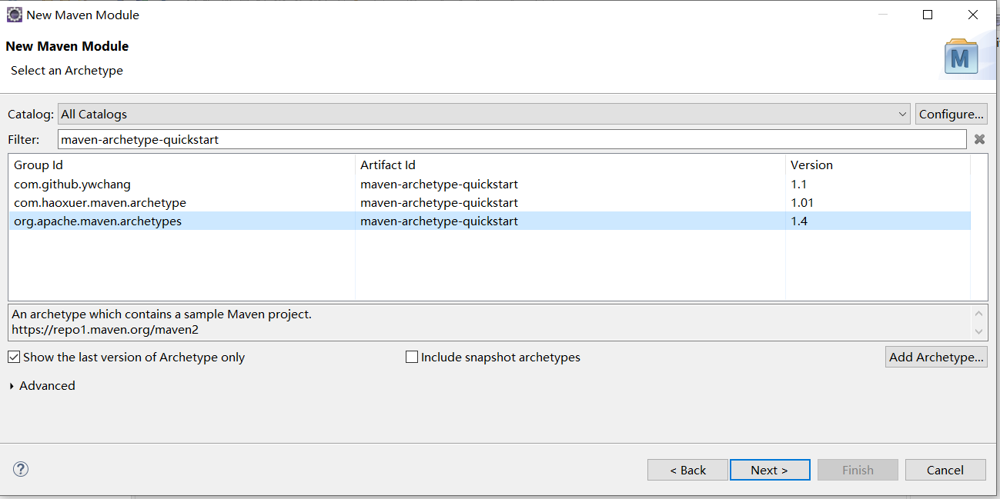 New Maven Module
New Maven Module
Select an Archetype
M
Catalog: All Catalogs Configure...
Filter: maven-archetype-quickstart
Group Id Artifact Id Version
com.github.ywchang maven-archetype-quickstart 1.1
com.haoxuer.maven.archetype maven-archetype-quickstart 1.01
org.apache.maven.archetypes maven-archetype-quickstart 1.4
An archetype which contains a sample Maven project.
https://repo1.maven.org/maven2
Show the last version of Archetype only Include snapshot archetypes Add Archetype...
Advanced
? < Back Next > Finish Cancel